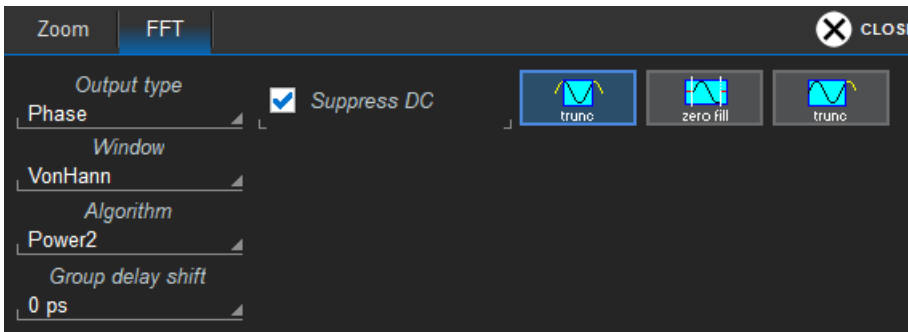 Zoom
FFT
CLOSE
Output type
Phase
Suppress DC
trunc
zero fill
trunc
Window
VonHann
Algorithm
Power2
Group delay shift
0 ps